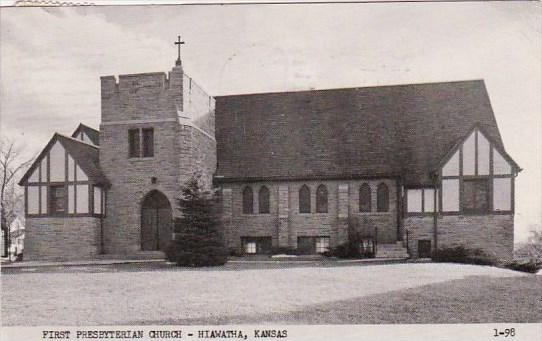 FIRST PRESBYTERIAN CHURCH - HIAWATHA, KANSAS 1-98